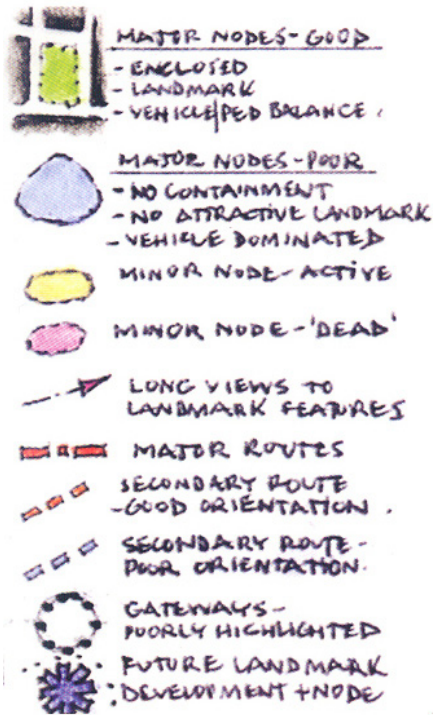 MAJOR NODES - GOOD
- ENCLOSED
- LANDMARK
- VEHICLE/PED BALANCE.
MAJOR NODES - POOR
- NO CONTAINMENT
- NO ATTRACTIVE LANDMARK
- VEHICLE DOMINATED
MINOR NODE - ACTIVE
MINOR NODE - 'DEAD'
LONG VIEWS TO
LANDMARK FEATURES
MAJOR ROUTES
SECONDARY ROUTE
- GOOD ORIENTATION.
SECONDARY ROUTE -
POOR ORIENTATION.
GATEWAYS -
POORLY HIGHLIGHTED
FUTURE LANDMARK
DEVELOPMENT + NODE